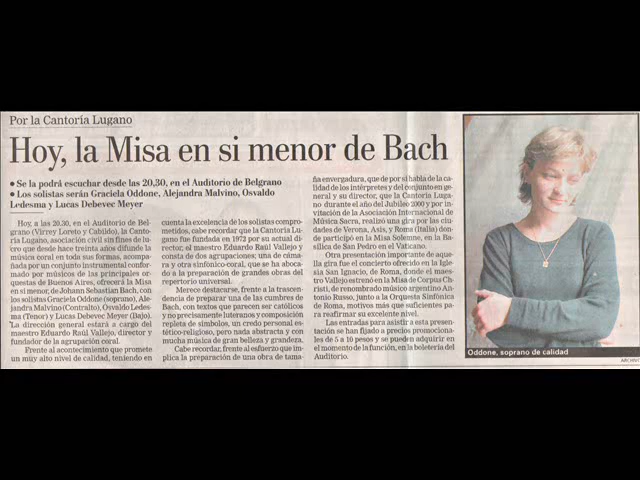 Por la Cantoría Lugano
Hoy, la Misa en si menor de Bach
● Se la podrá escuchar desde las 20,30, en el Auditorio de Belgrano
● Los solistas serán Graciela Oddone, Alejandra Malvino, Osvaldo
Ledesma y Lucas Debevec Meyer
Hoy, a las 20.30, en el Auditorio de Bel-
grano (Virrey Loreto y Cabildo), la Can-
toría Lugano, asociación civil sin fines de lu-
cro que desde hace treinta años difunde la
música coral en toda sus formas, acompa-
ñada por un conjunto instrumental confor-
mado por músicos de las principales or-
questas de Buenos Aires, ofrecerá la Misa
en si menor, de Johann Sebastian Bach, con
los solistas Graciela Oddone (soprano), Ale-
jandra Malvino (Contralto), Osvaldo Ledes-
ma (Tenor) y Lucas Debevec Meyer (Bajo).
La dirección general estará a cargo del
maestro Eduardo Raúl Vallejo, director y
fundador de la agrupación coral.
Frente al acontecimiento que promete
un muy alto nivel de calidad, teniendo en
cuenta la excelencia de los solistas compro-
metidos, cabe recordar que la Cantoría Lu-
gano fue fundada en 1972 por su actual di-
rector, el maestro Eduardo Raúl Vallejo y
consta de dos agrupaciones; una de cáma-
ra y otra sinfónico-coral, que se ha aboca-
do a la preparación de grandes obras del
repertorio universal.
Merece destacarse, frente a la trascen-
dencia de preparar una de las cumbres de
Bach, con textos que parecen ser católicos
y no precisamente luteranos y composición
repleta de símbolos, un credo personal es-
tético-religioso, pero nada abstracta y con
mucha música de gran belleza y grandeza.
Cabe recordar, frente al esfuerzo que im-
plica la preparación de una obra de tama-
ña envergadura, que de por sí habla de la ca-
lidad de los intérpretes y del conjunto en ge-
neral y su director, que la Cantoría Luga-
no durante el año del Jubileo 2000 y por in-
vitación de la Asociación Internacional de
Música Sacra, realizó una gira por las ciu-
dades de Verona, Asís, y Roma (Italia) don-
de participó en la Misa Solemne, en la Ba-
sílica de San Pedro en el Vaticano.
Otra presentación importante de aque-
lla gira fue el concierto ofrecido en la Igle-
sia San Ignacio, de Roma, donde el maes-
tro Vallejo estrenó en la Misa de Corpus Ch-
risti, de renombrado músico argentino An-
tonio Russo, junto a la Orquesta Sinfónica
de Roma, motivos más que suficientes pa-
ra reafirmar su excelente nivel.
Las entradas para asistir a esta presen-
tación se han fijado a precios promociona-
les de 5 a 10 pesos y se pueden adquirir en
el momento de la función, en la boletería del
Auditorio.
Oddone, soprano de calidad
ARCHIVO